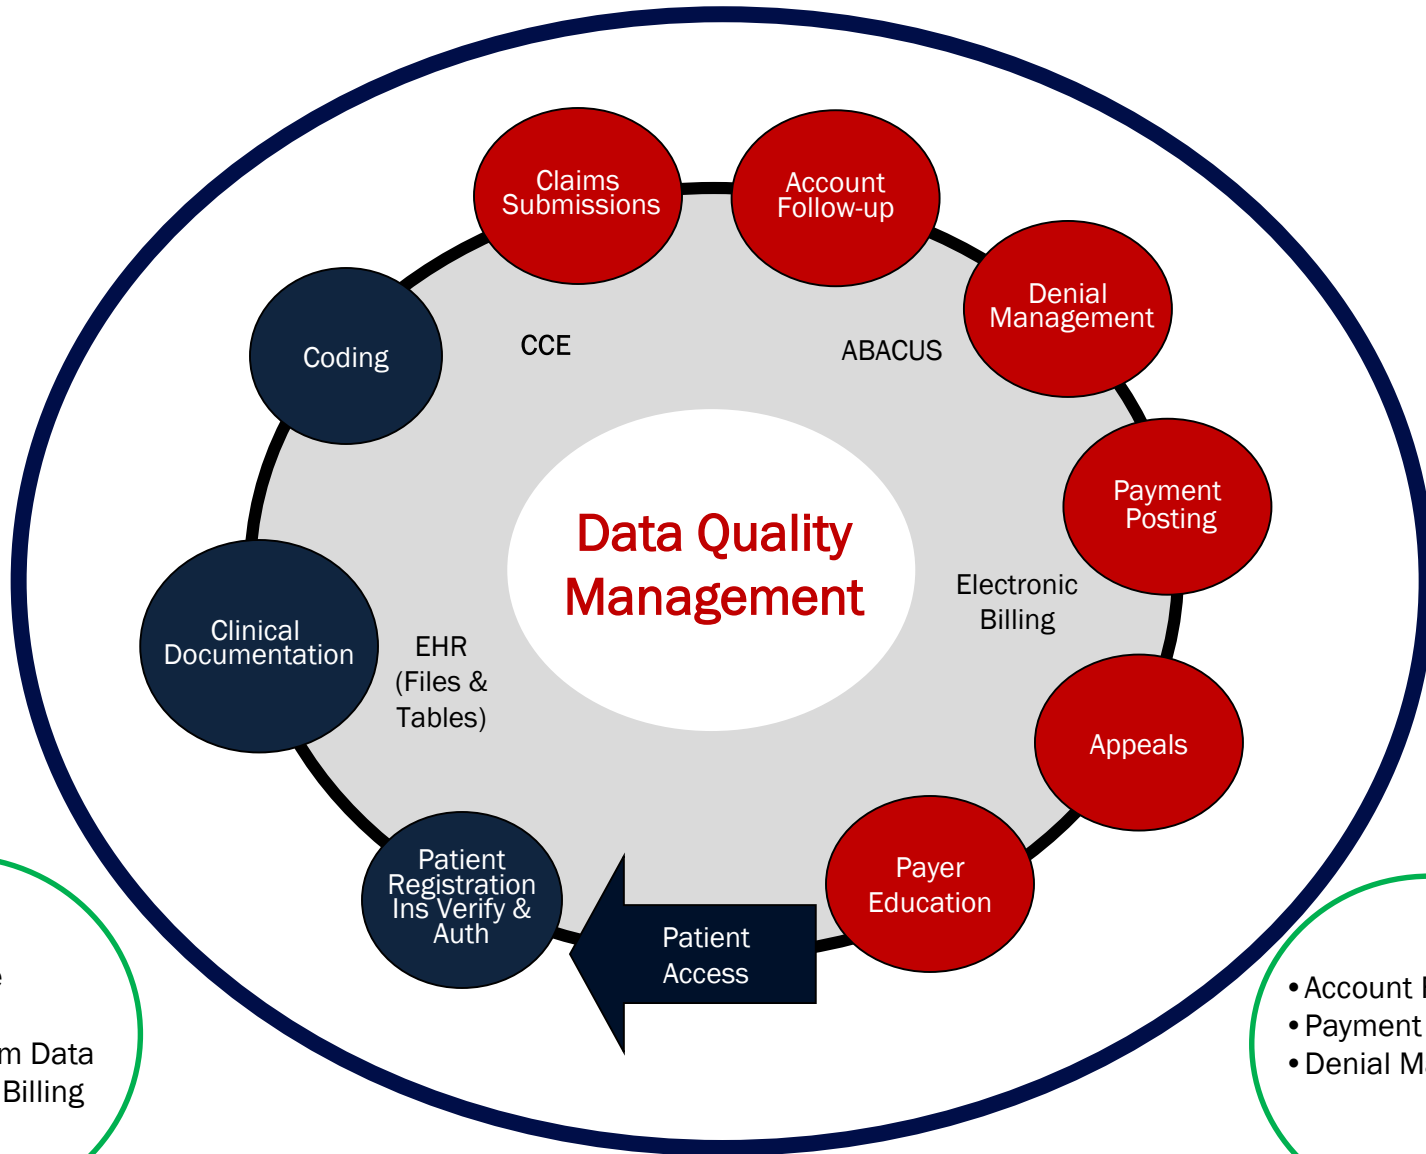 Claims
Submissions
Account
Follow-up
Denial
Management
Coding
CCE
ABACUS
Payment
Posting
Data Quality
Management
Electronic
Billing
Clinical
Documentation
EHR
(Files &
Tables)
Appeals
Patient
Registration
Ins Verify &
Auth
Payer
Education
Patient
Access
Data
Billing
•Account
•Payment
•Denial